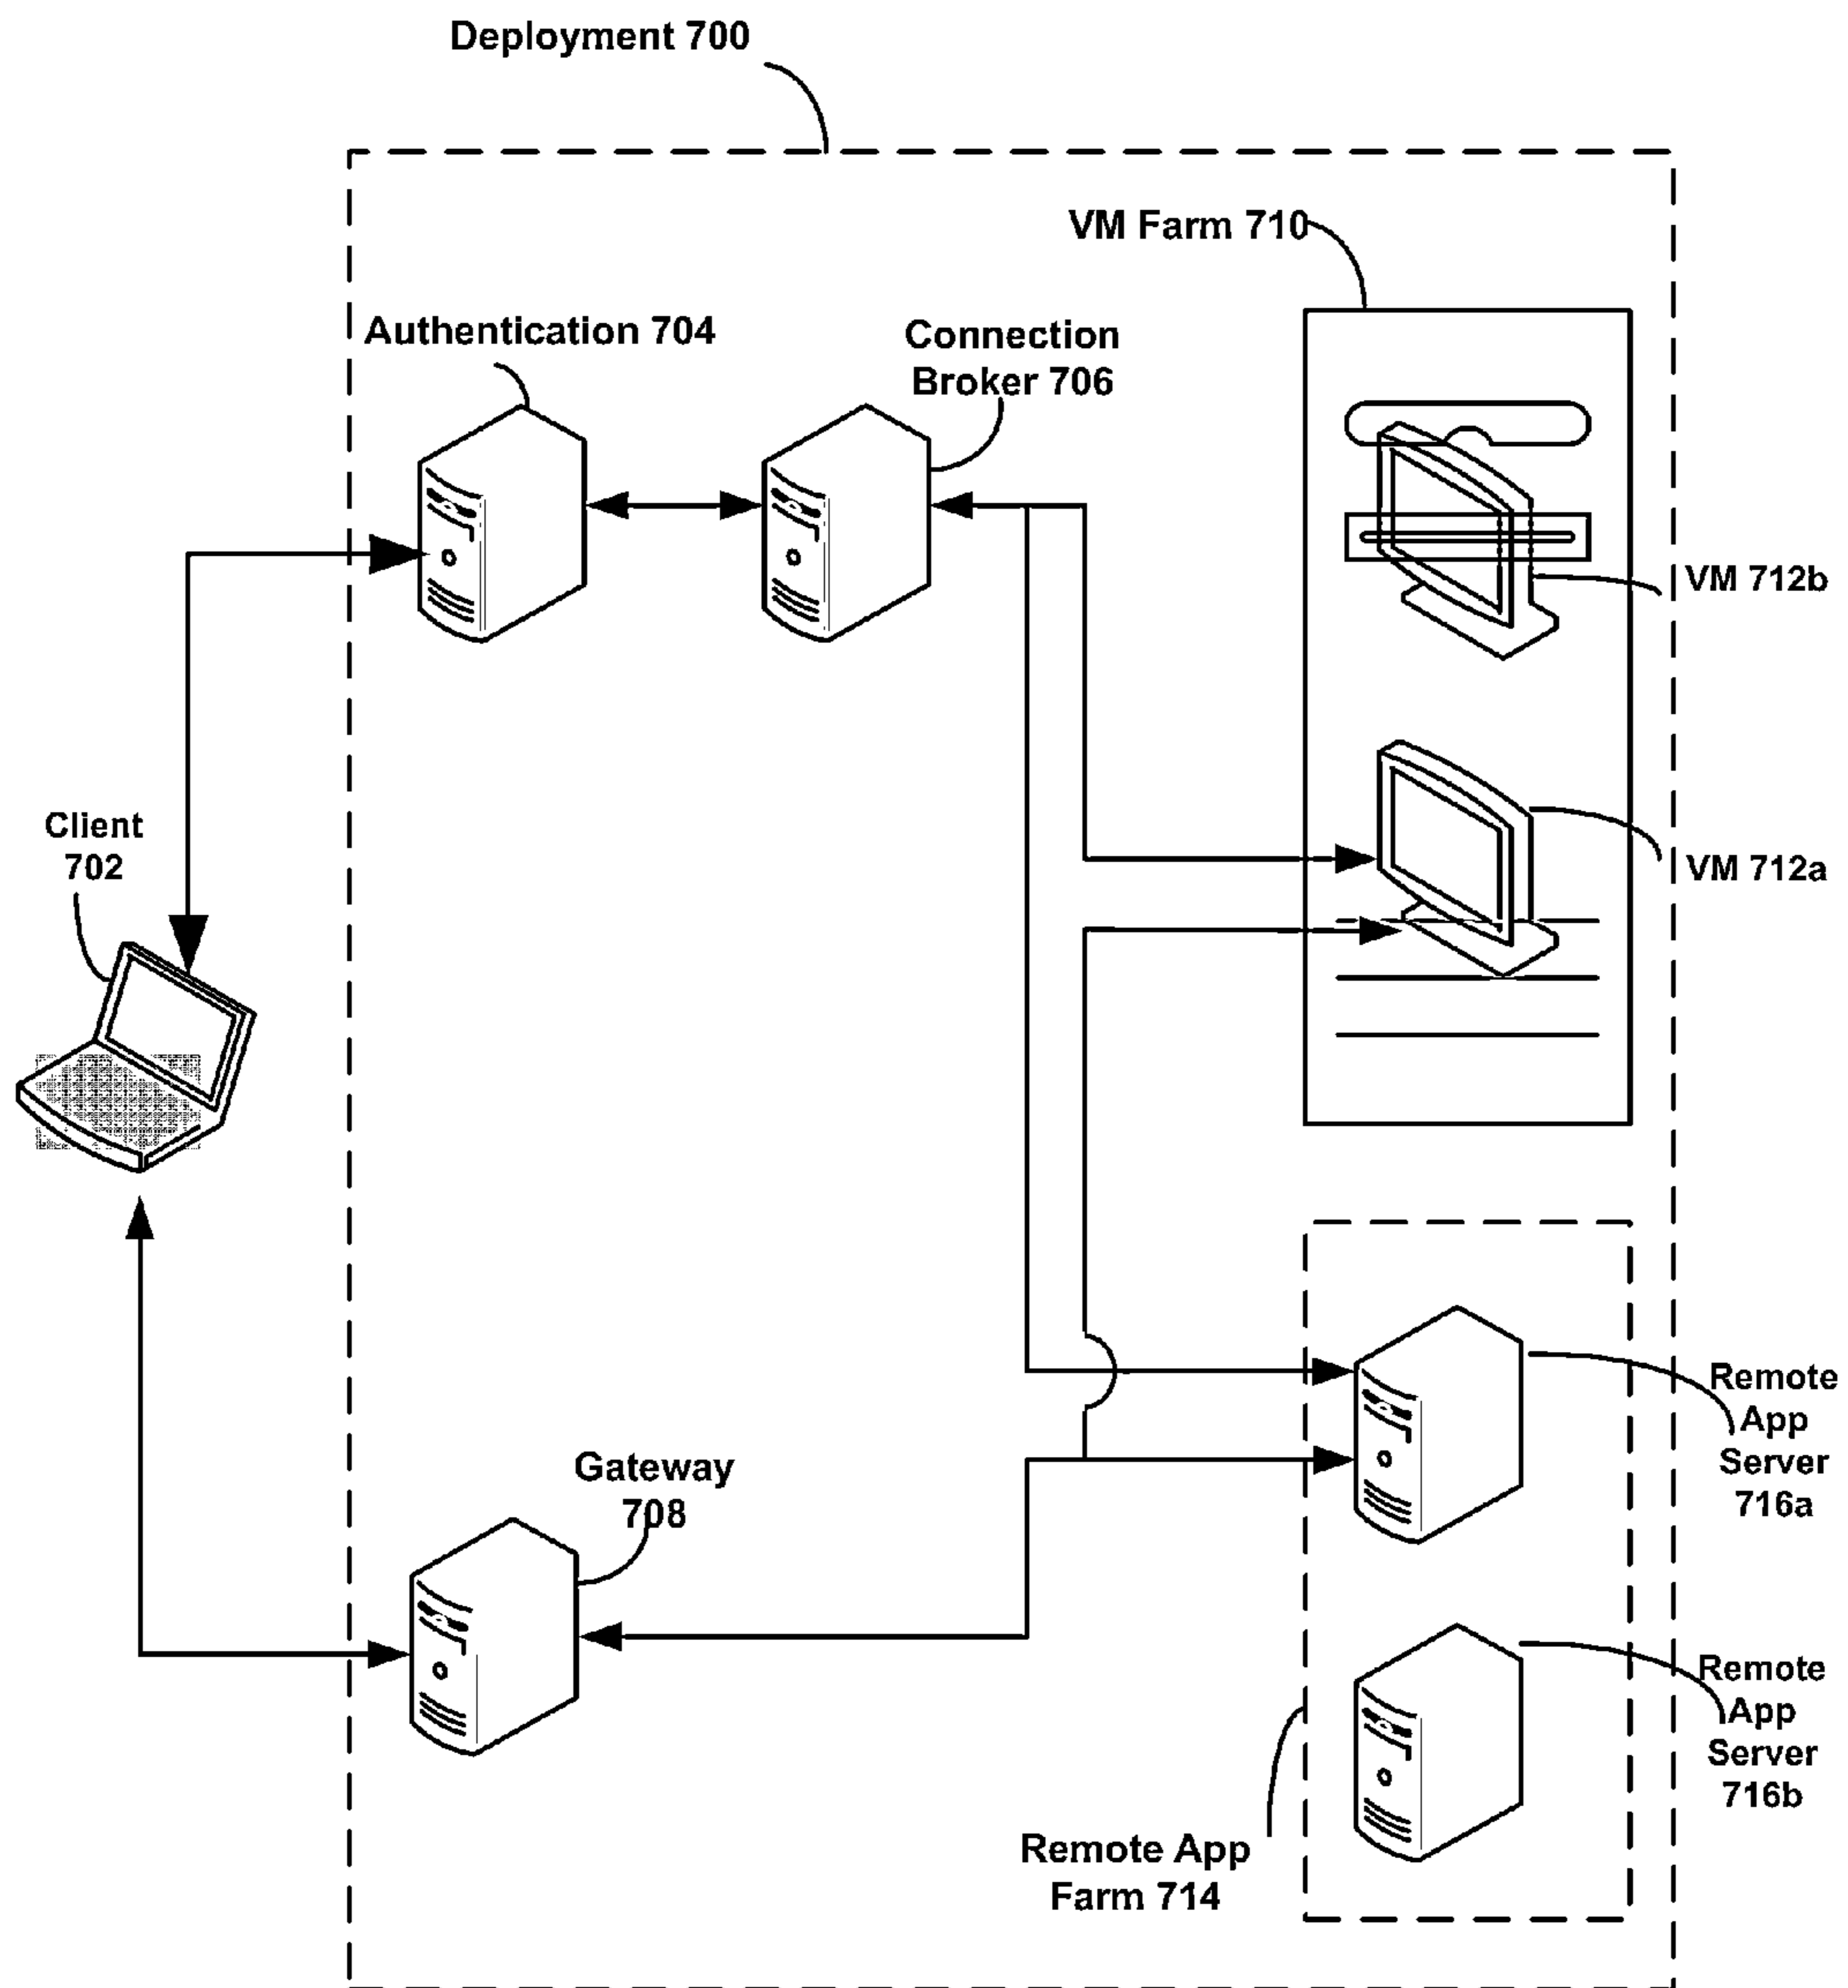 Deployment 700
VM Farm 710
Authentication 704
Connection
Broker 706
VM 712b
Client
702
VM 712a
Remote
App
Server
716a
Gateway
708
Remote
App
Server
716b
Remote App
Farm 714